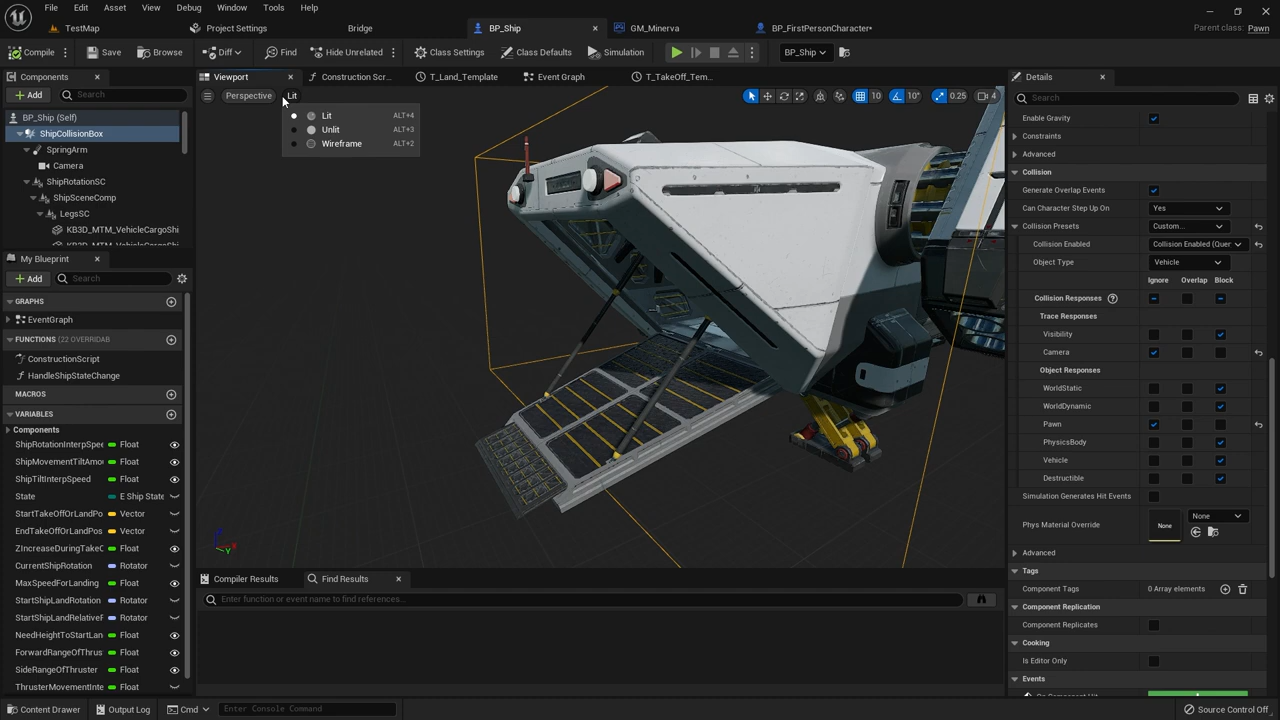 File Edit Asset View Debug Window Tools Help
TestMap Project Settings Bridge BP_Ship GM_Minerva BP_FirstPersonCharacter* Parent class: Pawn
Compile Save Browse Diff Find Hide Unrelated Class Settings Class Defaults Simulation BP_Ship
Components
Add Search
BP_Ship (Self)
ShipCollisionBox
SpringArm
Camera
ShipRotationSC
ShipSceneComp
LegsSC
KB3D_MTM_VehicleCargoShi
KB3D_MTM_VehicleCargoShi
My Blueprint
Add Search
GRAPHS
EventGraph
FUNCTIONS (22 OVERRIDAB
ConstructionScript
HandleShipStateChange
MACROS
VARIABLES
Components
ShipRotationInterpSpee Float
ShipMovementTiltAmou Float
ShipTiltInterpSpeed Float
State E Ship State
StartTakeOffOrLandPo Vector
EndTakeOffOrLandPos Vector
ZIncreaseDuringTakeC Float
CurrentShipRotation Rotator
MaxSpeedForLanding Float
StartShipLandRotation Rotator
StartShipLandRelativeF Rotator
NeedHeightToStartLan Float
ForwardRangeOfThrus Float
SideRangeOfThruster Float
ThrusterMovementInte Float
Viewport Construction Scr... T_Land_Template Event Graph T_TakeOff_Tem...
Perspective Lit 10 10° 0.25 4
Lit ALT+4
Unlit ALT+3
Wireframe ALT+2
Z X Y
Compiler Results Find Results
Enter function or event name to find references...
Details
Search
Enable Gravity
Constraints
Advanced
Collision
Generate Overlap Events
Can Character Step Up On Yes
Collision Presets Custom...
Collision Enabled Collision Enabled (Quer
Object Type Vehicle
Ignore Overlap Block
Collision Responses ?
Trace Responses
Visibility
Camera
Object Responses
WorldStatic
WorldDynamic
Pawn
PhysicsBody
Vehicle
Destructible
Simulation Generates Hit Events
Phys Material Override None None
Advanced
Tags
Component Tags 0 Array elements
Component Replication
Component Replicates
Cooking
Is Editor Only
Events
On Component Hit
Content Drawer Output Log Cmd Enter Console Command Source Control Off